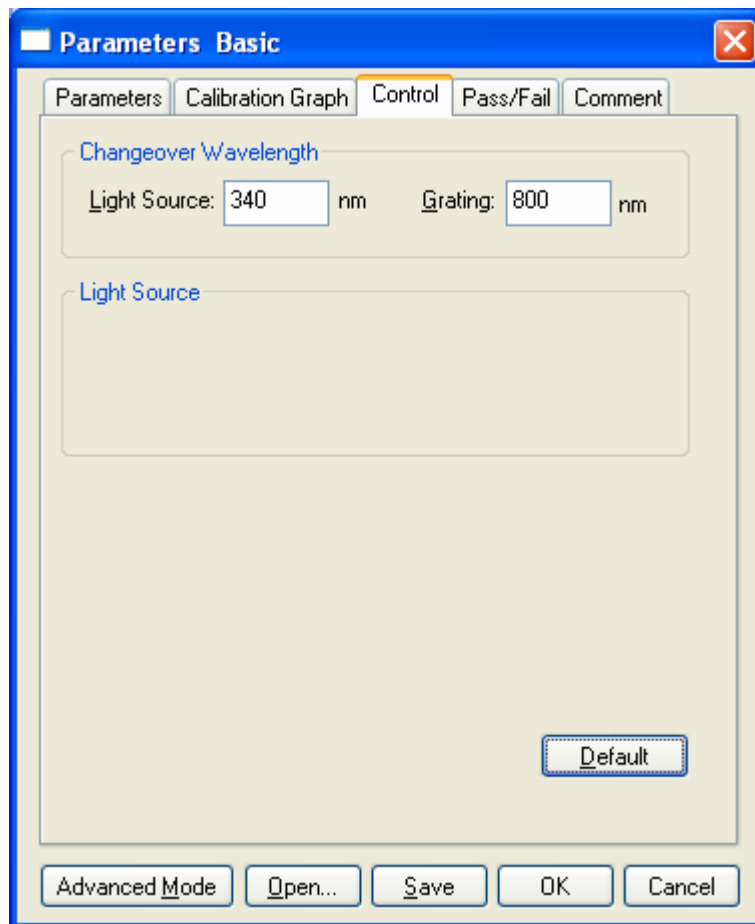 Parameters Basic
Parameters Calibration Graph Control Pass/Fail Comment
Changeover Wavelength
Light Source: 340 nm Grating: 800 nm
Light Source
Default
Advanced Mode Open... Save OK Cancel